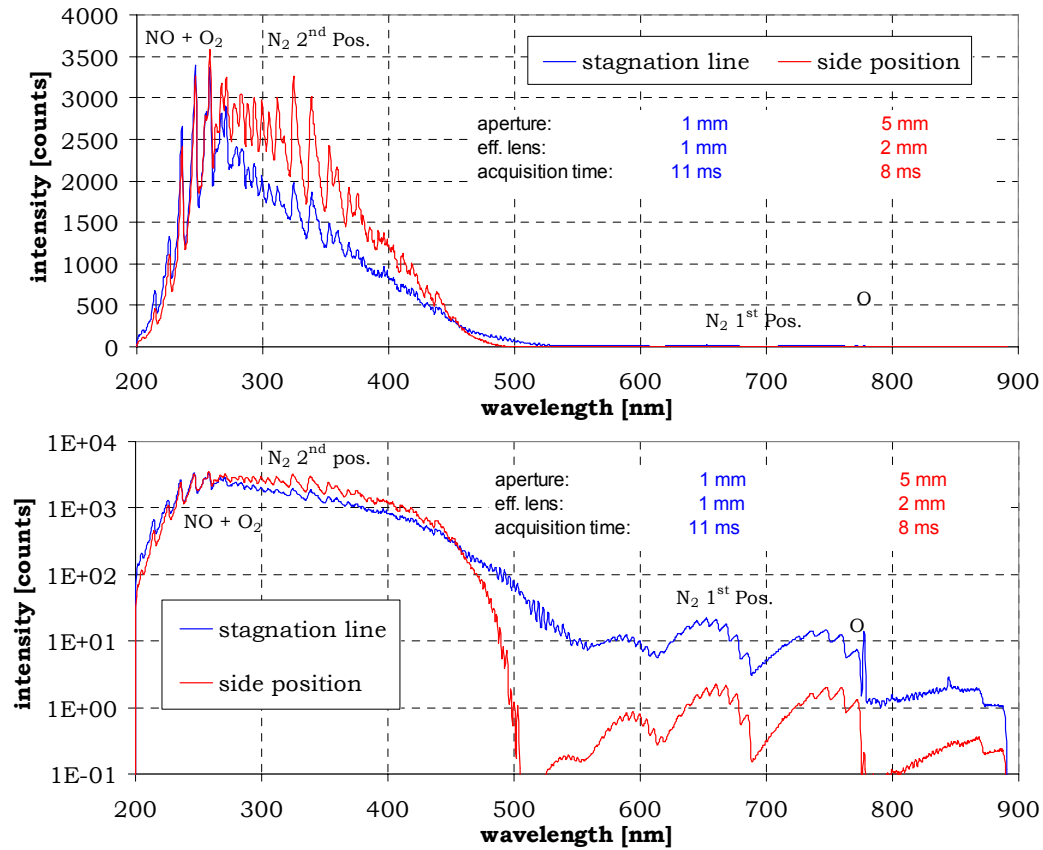 NO + O2 N2 2nd Pos.
stagnation line side position
aperture: 1 mm 5 mm
eff. lens: 1 mm 2 mm
acquisition time: 11 ms 8 ms
O
N2 1st Pos.
intensity [counts]
4000
3500
3000
2500
2000
1500
1000
500
0
200 300 400 500 600 700 800 900
wavelength [nm]
N2 2nd pos.
aperture: 1 mm 5 mm
eff. lens: 1 mm 2 mm
acquisition time: 11 ms 8 ms
NO + O2
N2 1st Pos.
O
stagnation line
side position
intensity [counts]
1E+04
1E+03
1E+02
1E+01
1E+00
1E-01
200 300 400 500 600 700 800 900
wavelength [nm]